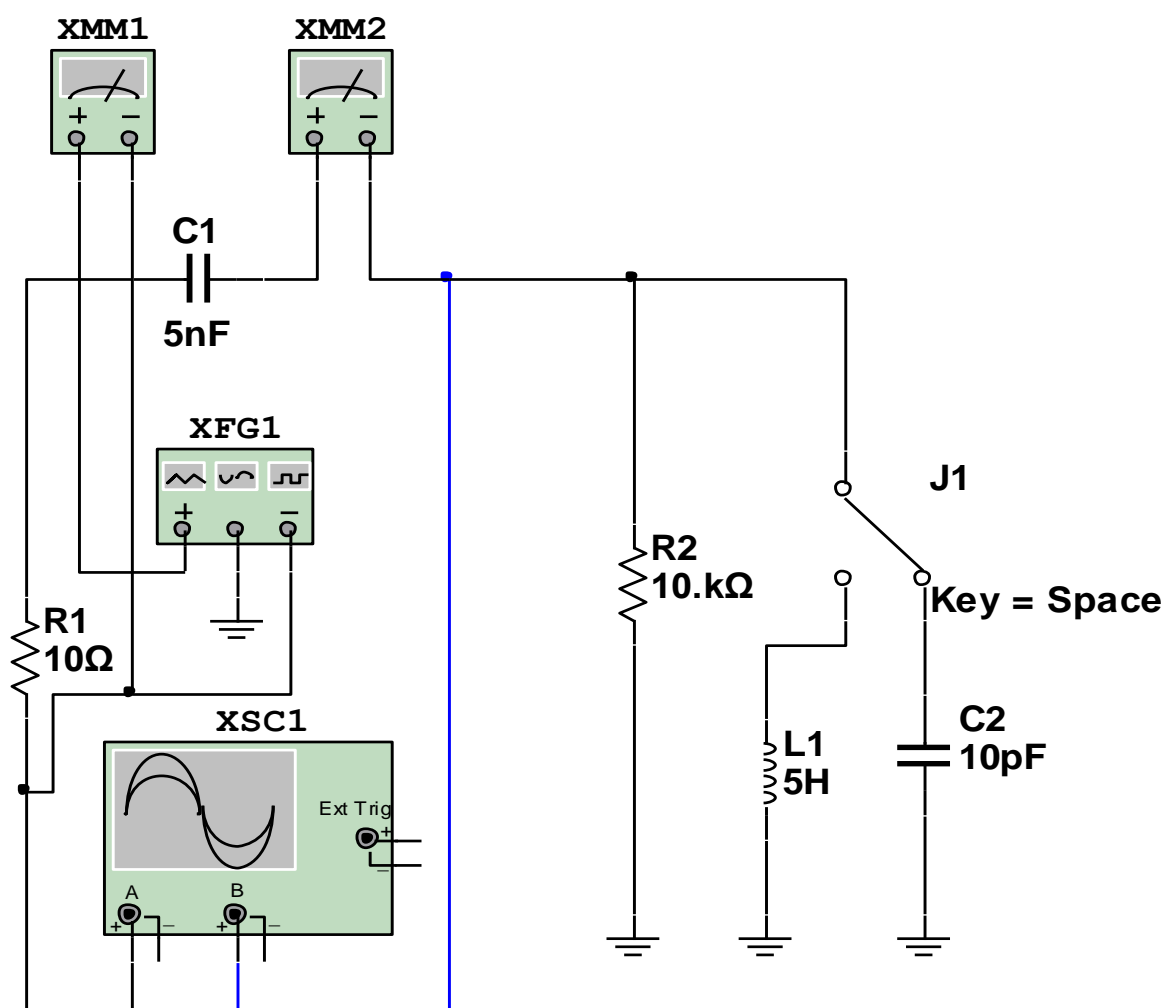 XMM1
XMM2
+ −
+ −
C1
5nF
XFG1
+ −
J1
R2
10.kΩ
Key = Space
R1
10Ω
XSC1
C2
10pF
L1
5H
Ext Trig
+
−
A
B
+ −
+ −